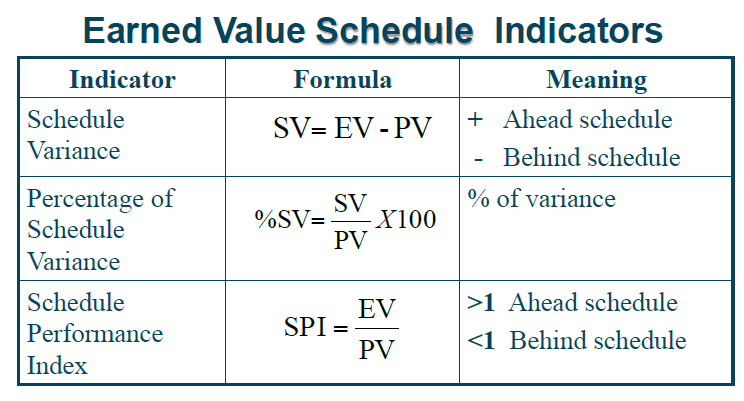 Earned Value Schedule Indicators
Indicator Formula Meaning
Schedule
Variance
SV= EV - PV
+ Ahead schedule
- Behind schedule
Percentage of
Schedule
Variance
%SV= SV/PV X100
% of variance
Schedule
Performance
Index
SPI = EV/PV
>1 Ahead schedule
<1 Behind schedule